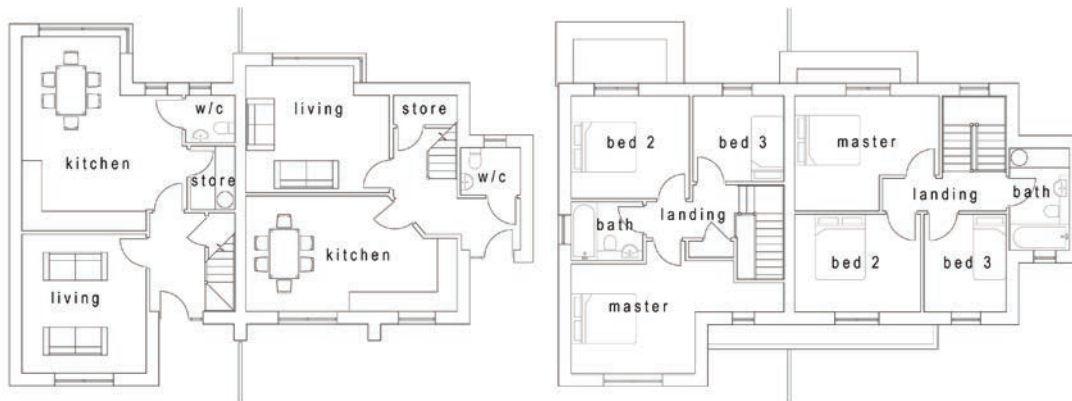 w/c
kitchen
store
living
living
store
w/c
kitchen
bed 2
bed 3
bath
landing
master
master
landing
bath
bed 2
bed 3